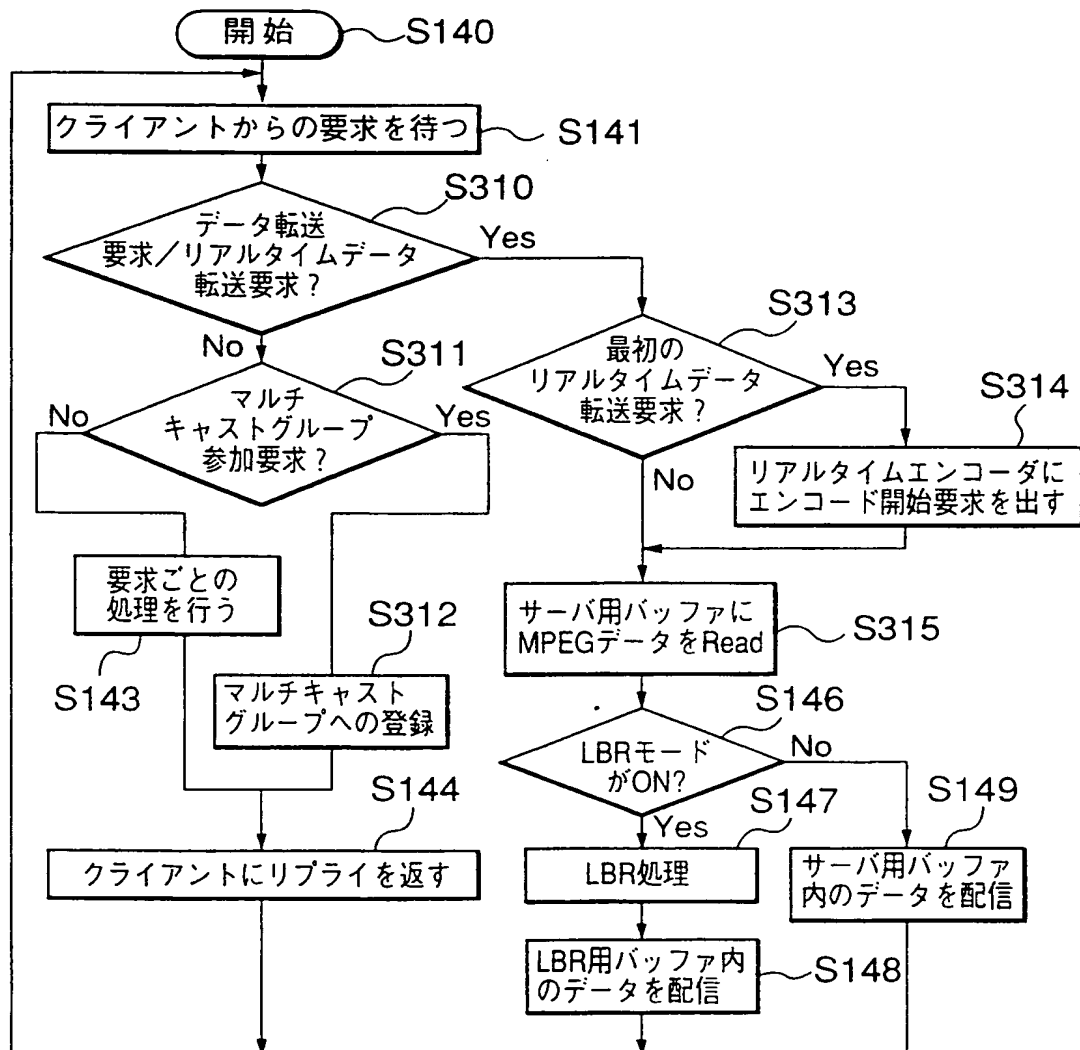 開始
S140
クライアントからの要求を待つ
S141
S310
データ転送
要求／リアルタイムデータ
転送要求？
Yes
No
S311
マルチ
キャストグループ
参加要求？
No
Yes
S313
最初の
リアルタイムデータ
転送要求？
Yes
No
S314
リアルタイムエンコーダに
エンコード開始要求を出す
要求ごとの
処理を行う
S143
S312
マルチキャスト
グループへの登録
サーバ用バッファに
MPEGデータをRead
S315
S146
LBRモード
がON?
No
Yes
S144
クライアントにリプライを返す
S147
LBR処理
S149
サーバ用バッファ
内のデータを配信
LBR用バッファ内
のデータを配信
S148